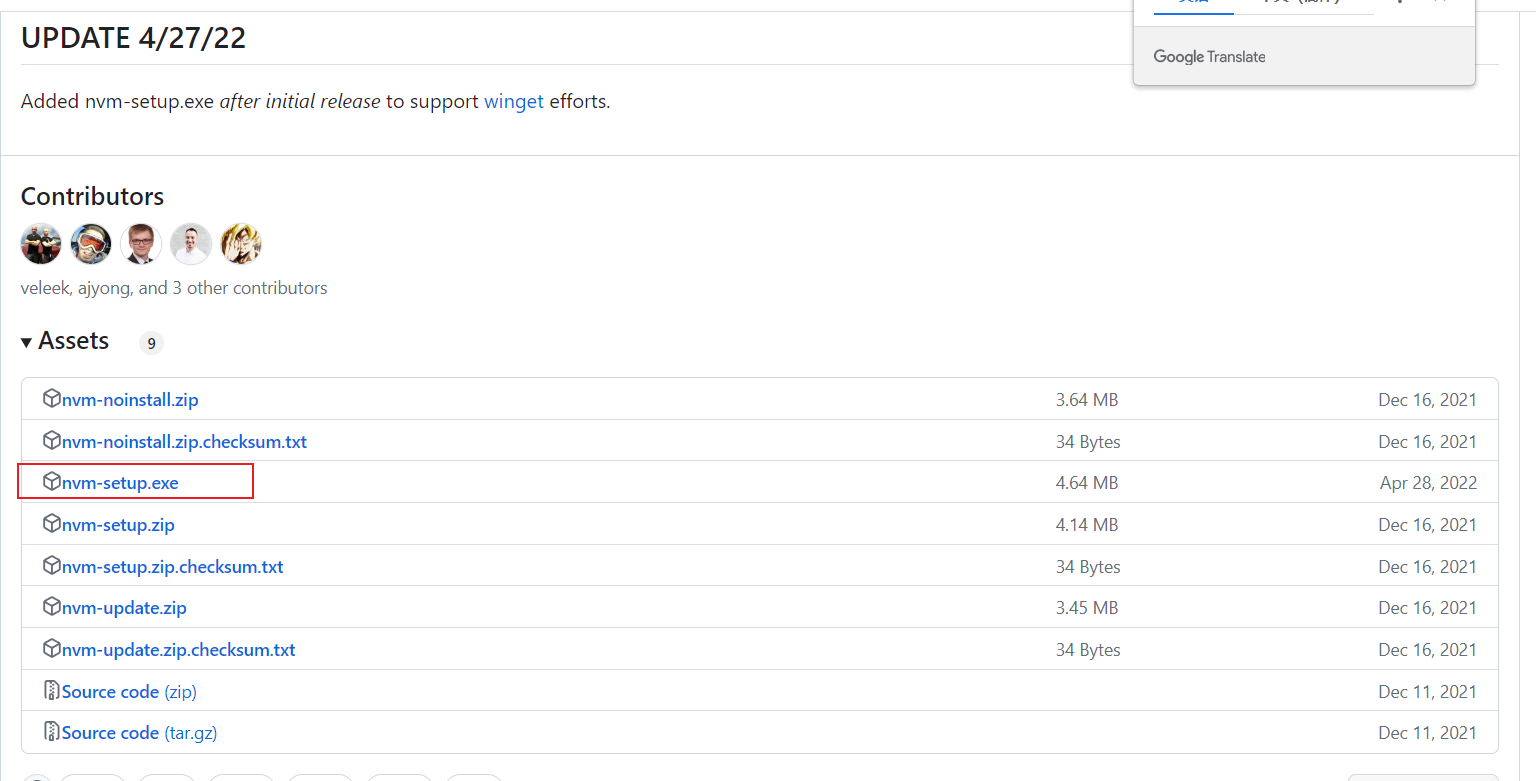 UPDATE 4/27/22
Google Translate
Added nvm-setup.exe after initial release to support winget efforts.
Contributors
veleek, ajyong, and 3 other contributors
Assets 9
nvm-noinstall.zip 3.64 MB Dec 16, 2021
nvm-noinstall.zip.checksum.txt 34 Bytes Dec 16, 2021
nvm-setup.exe 4.64 MB Apr 28, 2022
nvm-setup.zip 4.14 MB Dec 16, 2021
nvm-setup.zip.checksum.txt 34 Bytes Dec 16, 2021
nvm-update.zip 3.45 MB Dec 16, 2021
nvm-update.zip.checksum.txt 34 Bytes Dec 16, 2021
Source code (zip) Dec 11, 2021
Source code (tar.gz) Dec 11, 2021